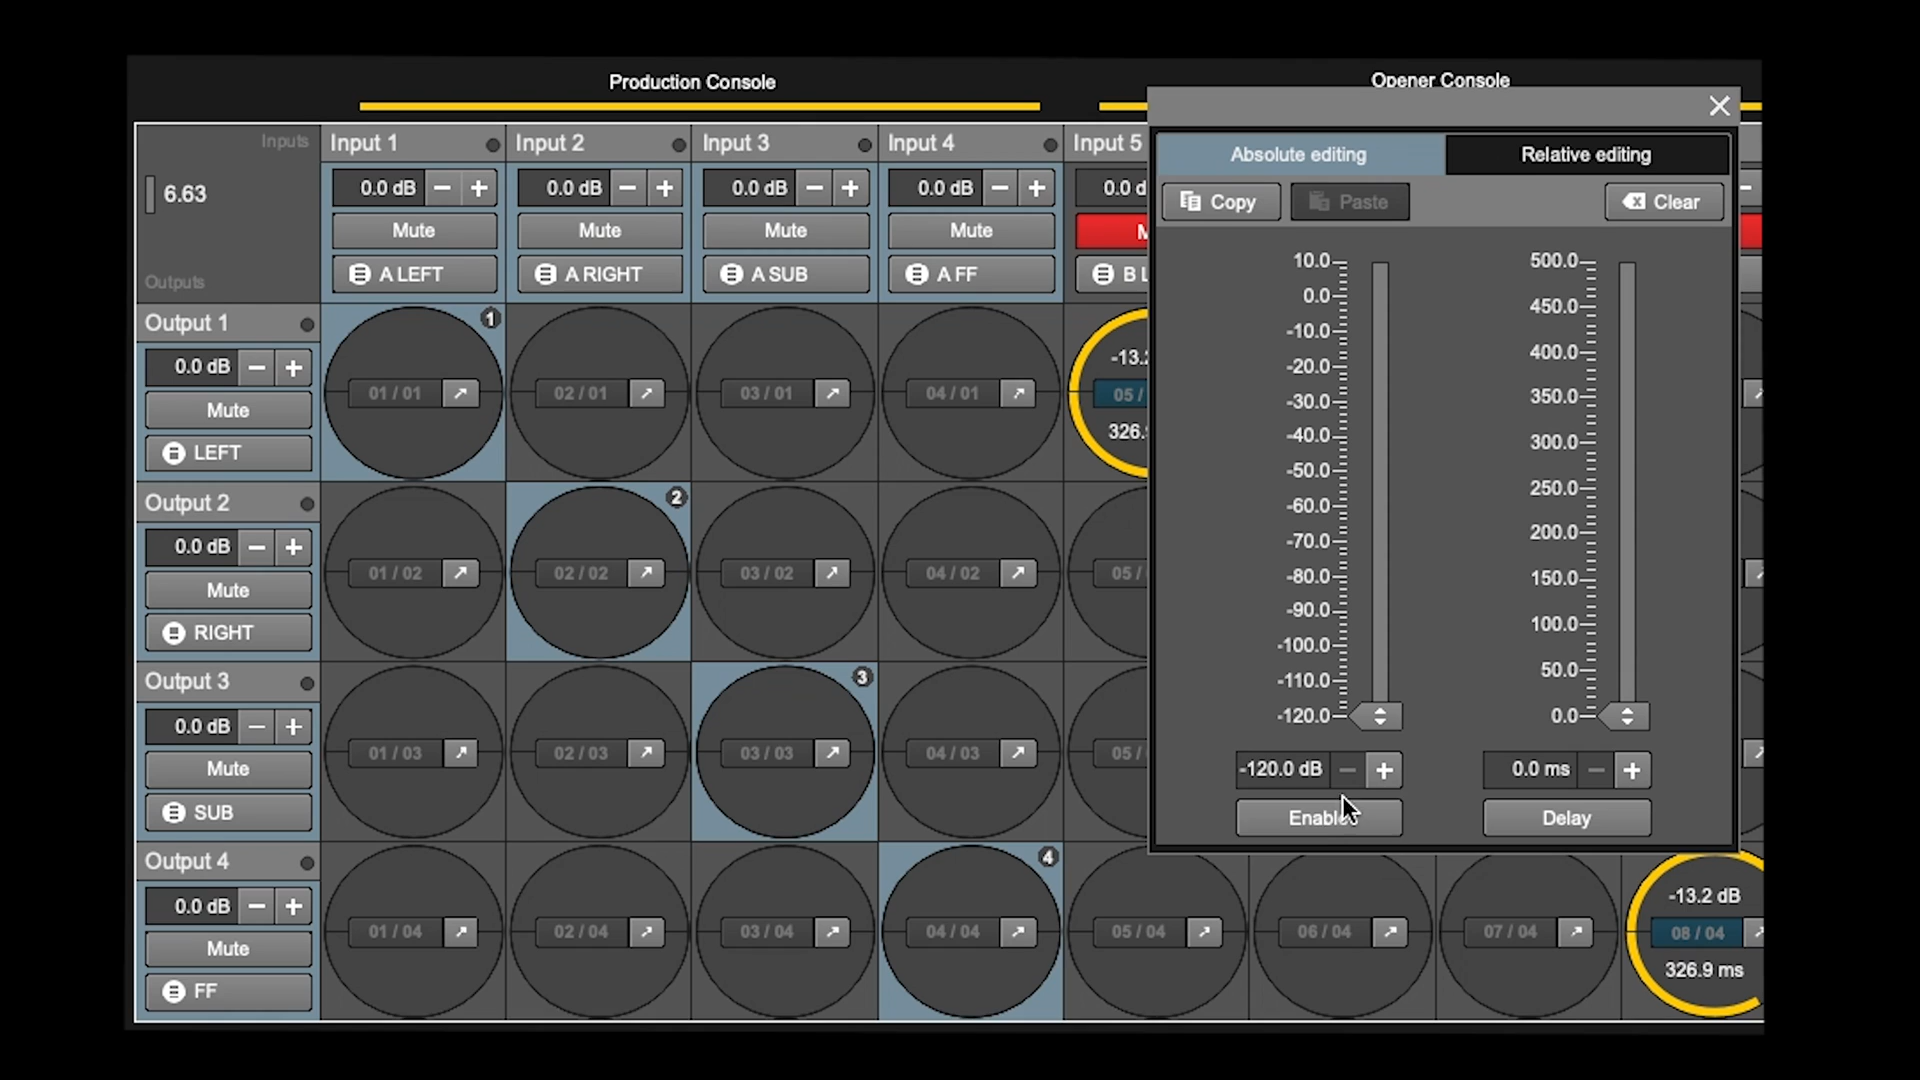 Production Console
Opener Console
Inputs
Input 1
Input 2
Input 3
Input 4
Input 5
6.63
0.0 dB
0.0 dB
0.0 dB
0.0 dB
0.0 d
Mute
Mute
Mute
Mute
M
Outputs
A LEFT
A RIGHT
A SUB
A FF
B L
Absolute editing
Relative editing
Copy
Paste
Clear
10.0
0.0
-10.0
-20.0
-30.0
-40.0
-50.0
-60.0
-70.0
-80.0
-90.0
-100.0
-110.0
-120.0
500.0
450.0
400.0
350.0
300.0
250.0
200.0
150.0
100.0
50.0
0.0
-120.0 dB
0.0 ms
Enable
Delay
Output 1
0.0 dB
Mute
LEFT
1
01 / 01
02 / 01
03 / 01
04 / 01
-13.2
05 /
326.
Output 2
0.0 dB
Mute
RIGHT
2
01 / 02
02 / 02
03 / 02
04 / 02
05 /
Output 3
0.0 dB
Mute
SUB
3
01 / 03
02 / 03
03 / 03
04 / 03
05 /
Output 4
0.0 dB
Mute
FF
4
01 / 04
02 / 04
03 / 04
04 / 04
05 / 04
06 / 04
07 / 04
-13.2 dB
08 / 04
326.9 ms